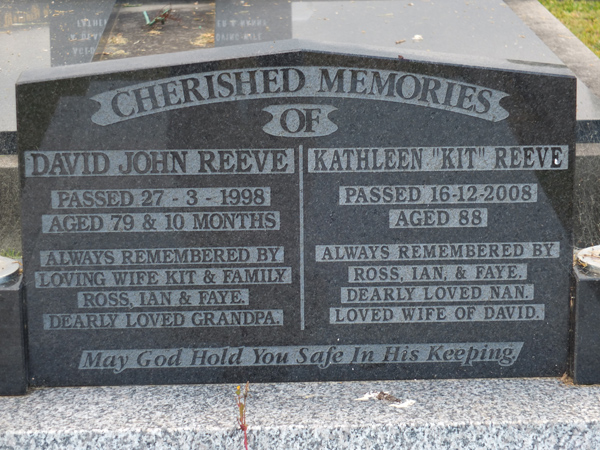 CHERISHED MEMORIES
OF
DAVID JOHN REEVE
PASSED 27 - 3 - 1998
AGED 79 & 10 MONTHS
ALWAYS REMEMBERED BY
LOVING WIFE KIT & FAMILY
ROSS, IAN & FAYE.
DEARLY LOVED GRANDPA.
KATHLEEN "KIT" REEVE
PASSED 16-12-2008
AGED 88
ALWAYS REMEMBERED BY
ROSS, IAN, & FAYE.
DEARLY LOVED NAN.
LOVED WIFE OF DAVID.
May God Hold You Safe In His Keeping.